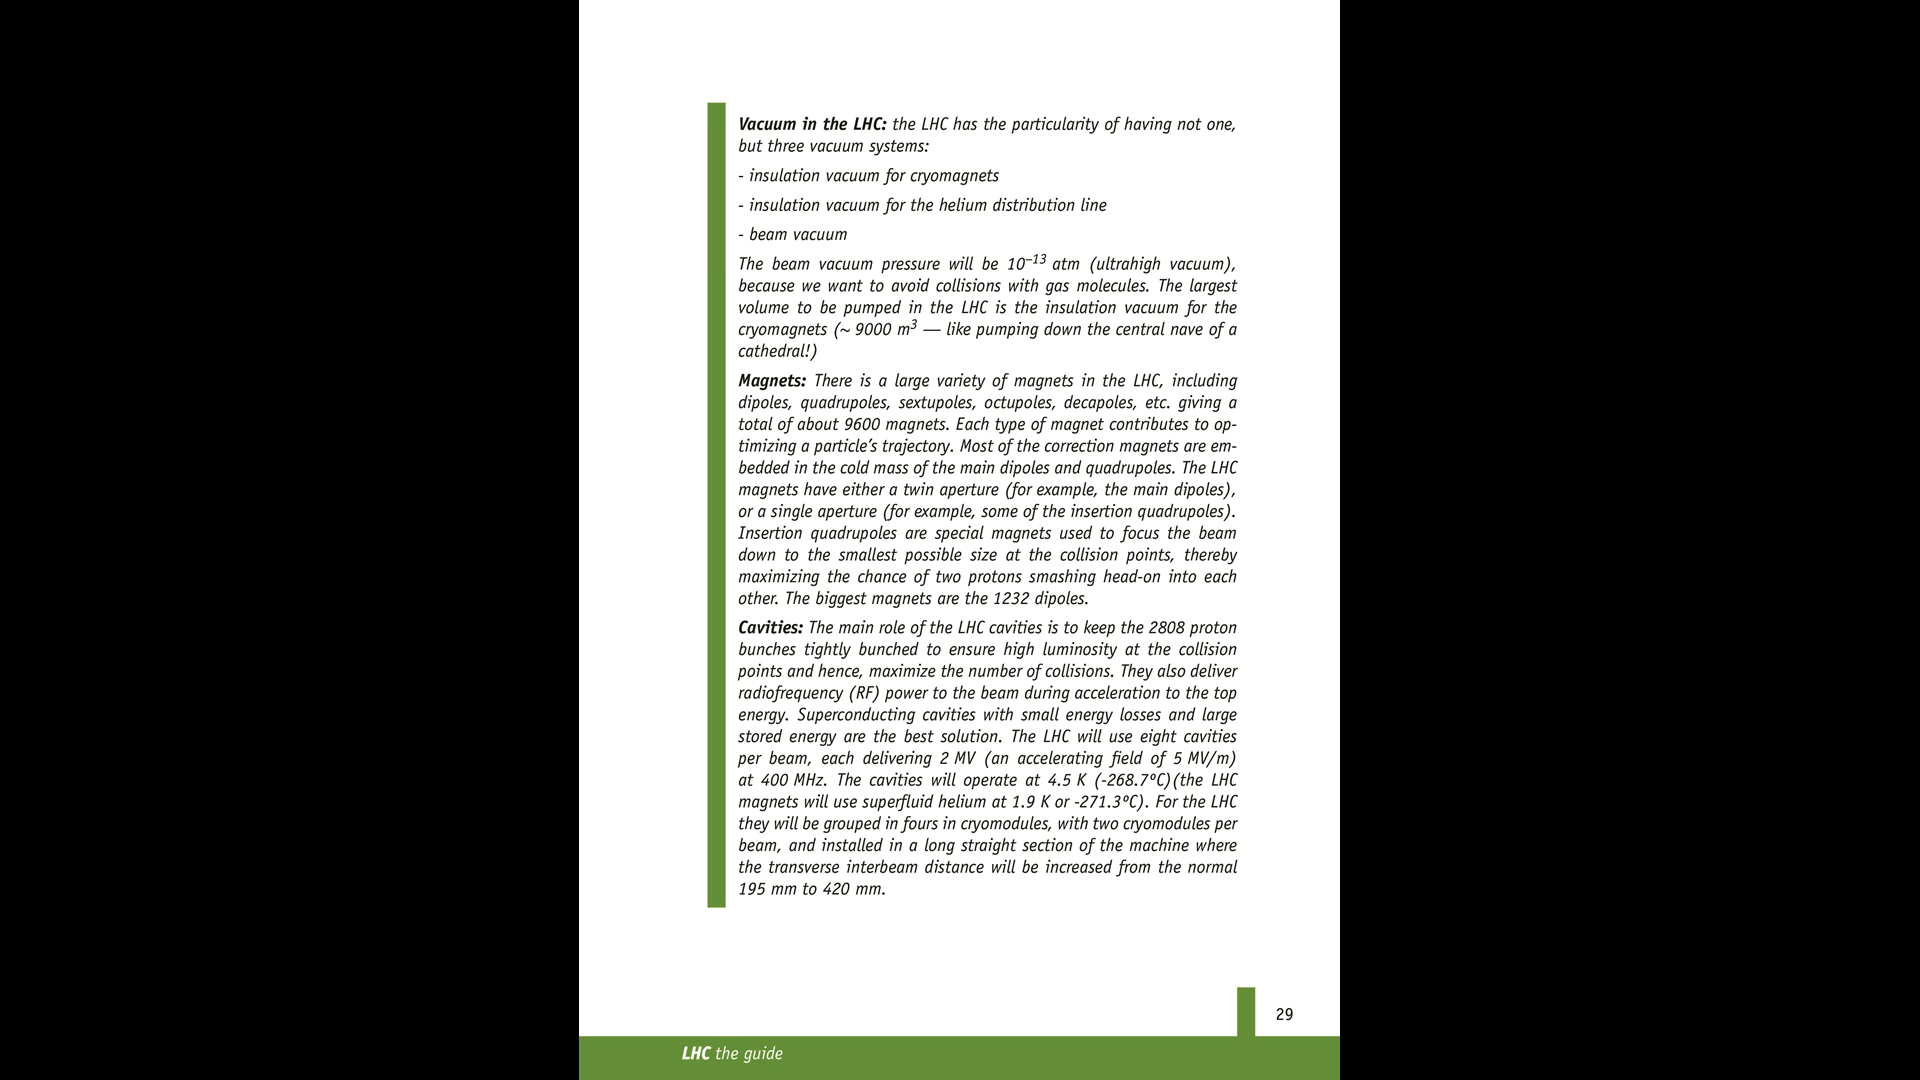 Vacuum in the LHC: the LHC has the particularity of having not one,
but three vacuum systems:
- insulation vacuum for cryomagnets
- insulation vacuum for the helium distribution line
- beam vacuum
The beam vacuum pressure will be 10⁻¹³ atm (ultrahigh vacuum),
because we want to avoid collisions with gas molecules. The largest
volume to be pumped in the LHC is the insulation vacuum for the
cryomagnets (~ 9000 m³ — like pumping down the central nave of a
cathedral!)
Magnets: There is a large variety of magnets in the LHC, including
dipoles, quadrupoles, sextupoles, octupoles, decapoles, etc. giving a
total of about 9600 magnets. Each type of magnet contributes to op-
timizing a particle’s trajectory. Most of the correction magnets are em-
bedded in the cold mass of the main dipoles and quadrupoles. The LHC
magnets have either a twin aperture (for example, the main dipoles),
or a single aperture (for example, some of the insertion quadrupoles).
Insertion quadrupoles are special magnets used to focus the beam
down to the smallest possible size at the collision points, thereby
maximizing the chance of two protons smashing head-on into each
other. The biggest magnets are the 1232 dipoles.
Cavities: The main role of the LHC cavities is to keep the 2808 proton
bunches tightly bunched to ensure high luminosity at the collision
points and hence, maximize the number of collisions. They also deliver
radiofrequency (RF) power to the beam during acceleration to the top
energy. Superconducting cavities with small energy losses and large
stored energy are the best solution. The LHC will use eight cavities
per beam, each delivering 2 MV (an accelerating field of 5 MV/m)
at 400 MHz. The cavities will operate at 4.5 K (-268.7ºC)(the LHC
magnets will use superfluid helium at 1.9 K or -271.3ºC). For the LHC
they will be grouped in fours in cryomodules, with two cryomodules per
beam, and installed in a long straight section of the machine where
the transverse interbeam distance will be increased from the normal
195 mm to 420 mm.
29
LHC the guide